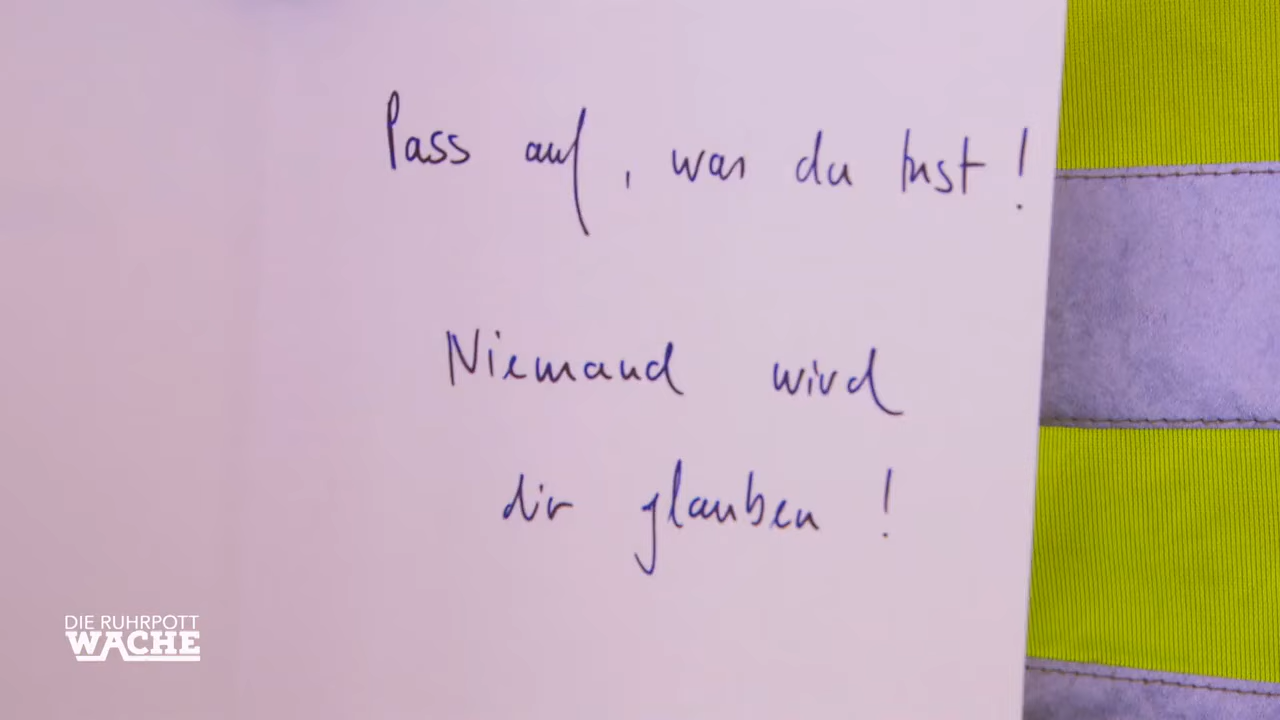 Pass auf, was du tust!
Niemand wird
dir glauben!
DIE RUHRPOTT
WACHE